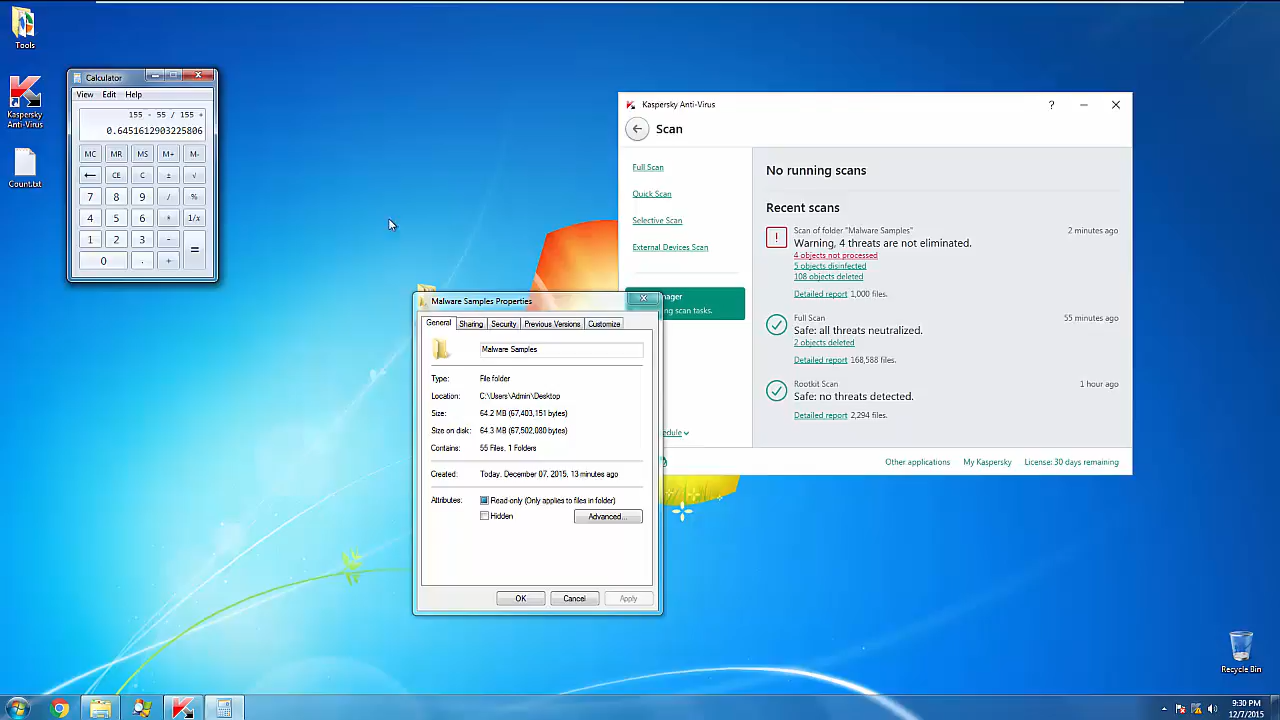 Tools
Kaspersky
Anti-Virus
Count.txt
Calculator
View Edit Help
155 - 55 / 155 +
0.6451612903225806
MC MR MS M+ M-
← CE C ± √
7 8 9 / %
4 5 6 * 1/x
1 2 3 - =
0 . +
Kaspersky Anti-Virus
?
Scan
Full Scan
Quick Scan
Selective Scan
External Devices Scan
nager
ng scan tasks.
edule
No running scans
Recent scans
Scan of folder "Malware Samples" 2 minutes ago
Warning, 4 threats are not eliminated.
4 objects not processed
5 objects disinfected
108 objects deleted
Detailed report 1,000 files.
Full Scan 55 minutes ago
Safe: all threats neutralized.
2 objects deleted
Detailed report 168,588 files.
Rootkit Scan 1 hour ago
Safe: no threats detected.
Detailed report 2,294 files.
Other applications My Kaspersky License: 30 days remaining
Malware Samples Properties
General Sharing Security Previous Versions Customize
Malware Samples
Type: File folder
Location: C:\Users\Admin\Desktop
Size: 64.2 MB (67,403,151 bytes)
Size on disk: 64.3 MB (67,502,080 bytes)
Contains: 55 Files, 1 Folders
Created: Today, December 07, 2015, 13 minutes ago
Attributes: Read-only (Only applies to files in folder)
Hidden Advanced...
OK Cancel Apply
Recycle Bin
9:30 PM
12/7/2015